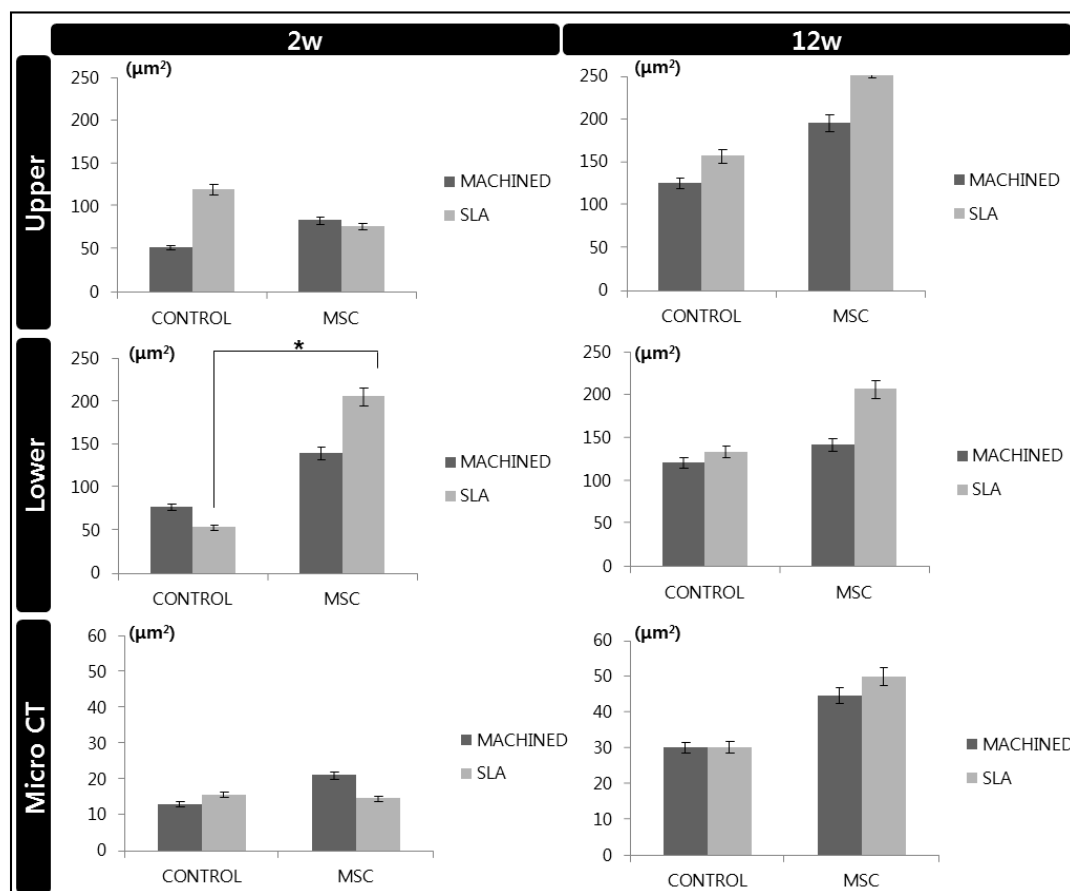 2w
12w
Upper
(μm²)
250
200
150
100
50
0
CONTROL
MSC
MACHINED
SLA
(μm²)
250
200
150
100
50
0
CONTROL
MSC
MACHINED
SLA
Lower
(μm²)
*
250
200
150
100
50
0
CONTROL
MSC
MACHINED
SLA
(μm²)
250
200
150
100
50
0
CONTROL
MSC
MACHINED
SLA
Micro CT
(μm²)
60
50
40
30
20
10
0
CONTROL
MSC
MACHINED
SLA
(μm²)
60
50
40
30
20
10
0
CONTROL
MSC
MACHINED
SLA